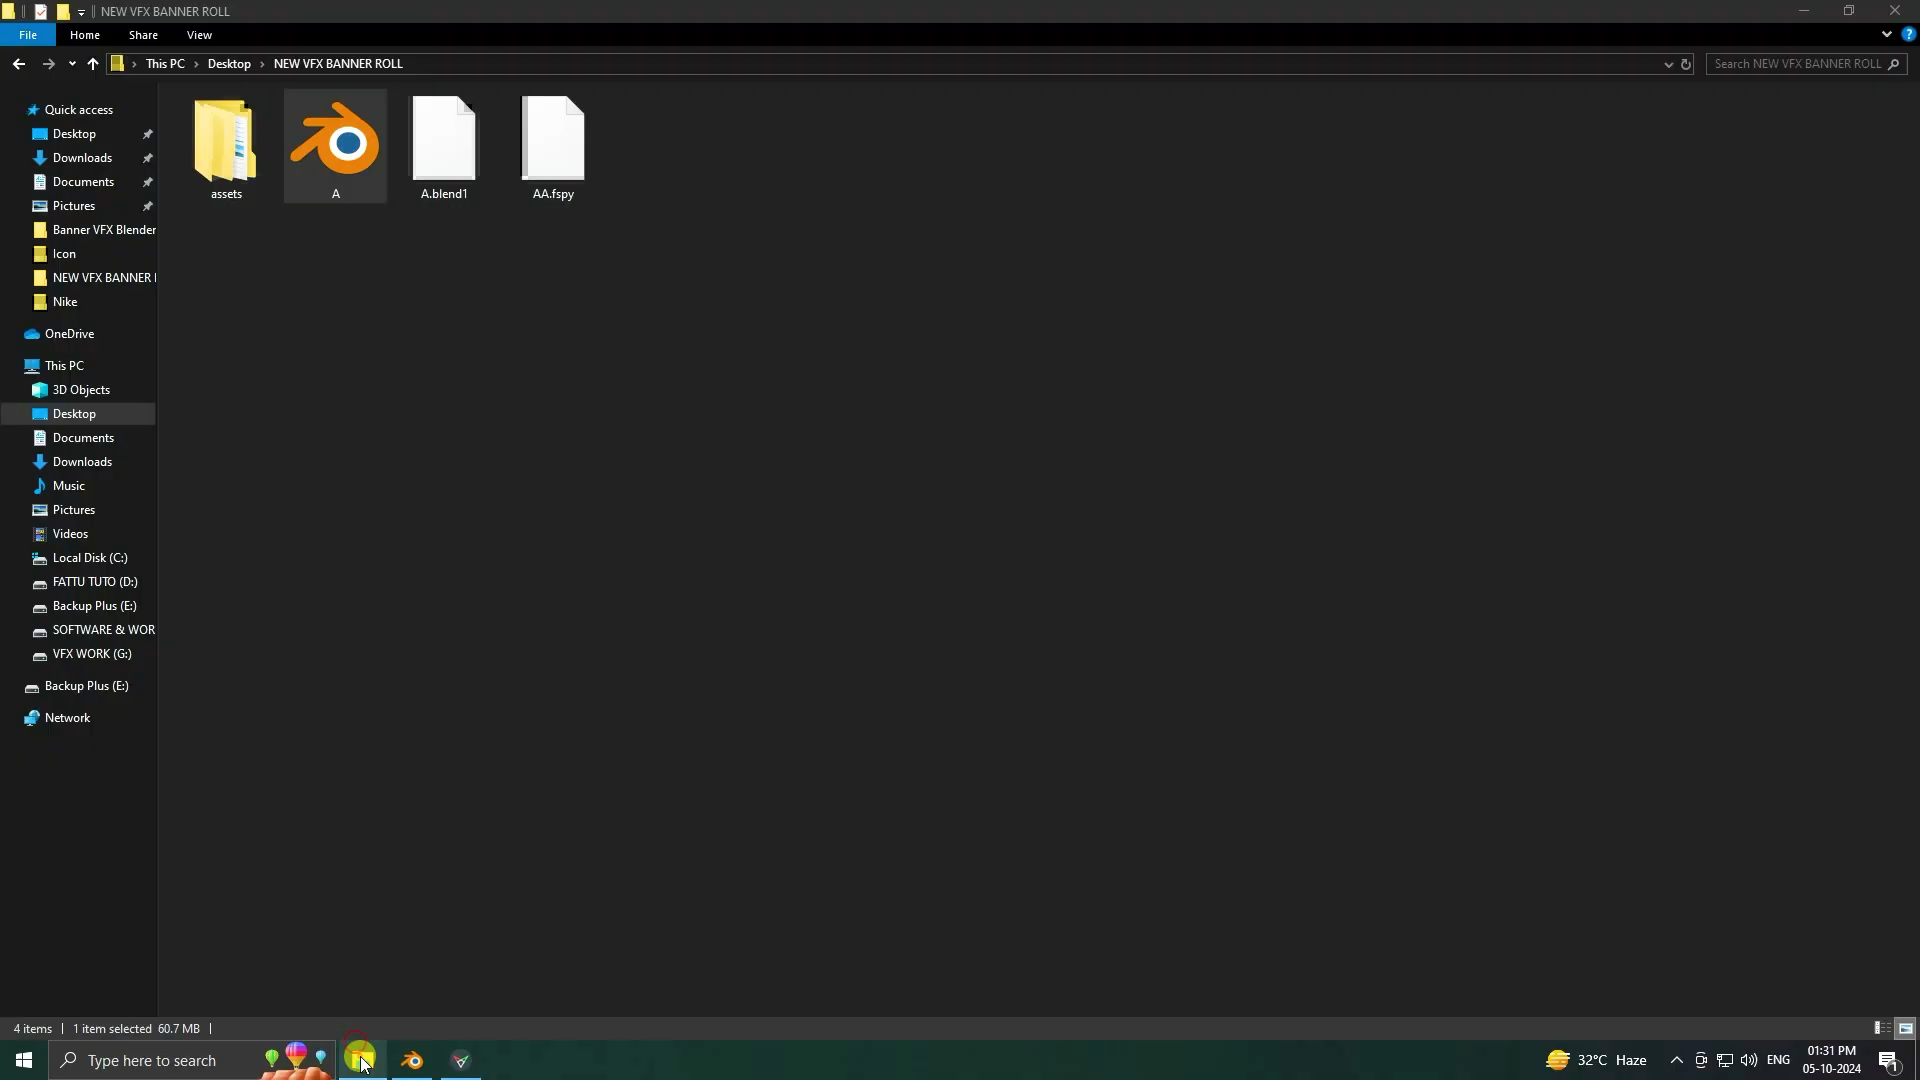 NEW VFX BANNER ROLL
File Home Share View
This PC Desktop NEW VFX BANNER ROLL
Search NEW VFX BANNER ROLL
Quick access
Desktop
Downloads
Documents
Pictures
Banner VFX Blender
Icon
NEW VFX BANNER
Nike
OneDrive
This PC
3D Objects
Desktop
Documents
Downloads
Music
Pictures
Videos
Local Disk (C:)
FATTU TUTO (D:)
Backup Plus (E:)
SOFTWARE & WOR
VFX WORK (G:)
Backup Plus (E:)
Network
assets
A
A.blend1
AA.fspy
4 items 1 item selected 60.7 MB
Type here to search
32°C Haze
ENG
01:31 PM
05-10-2024
1